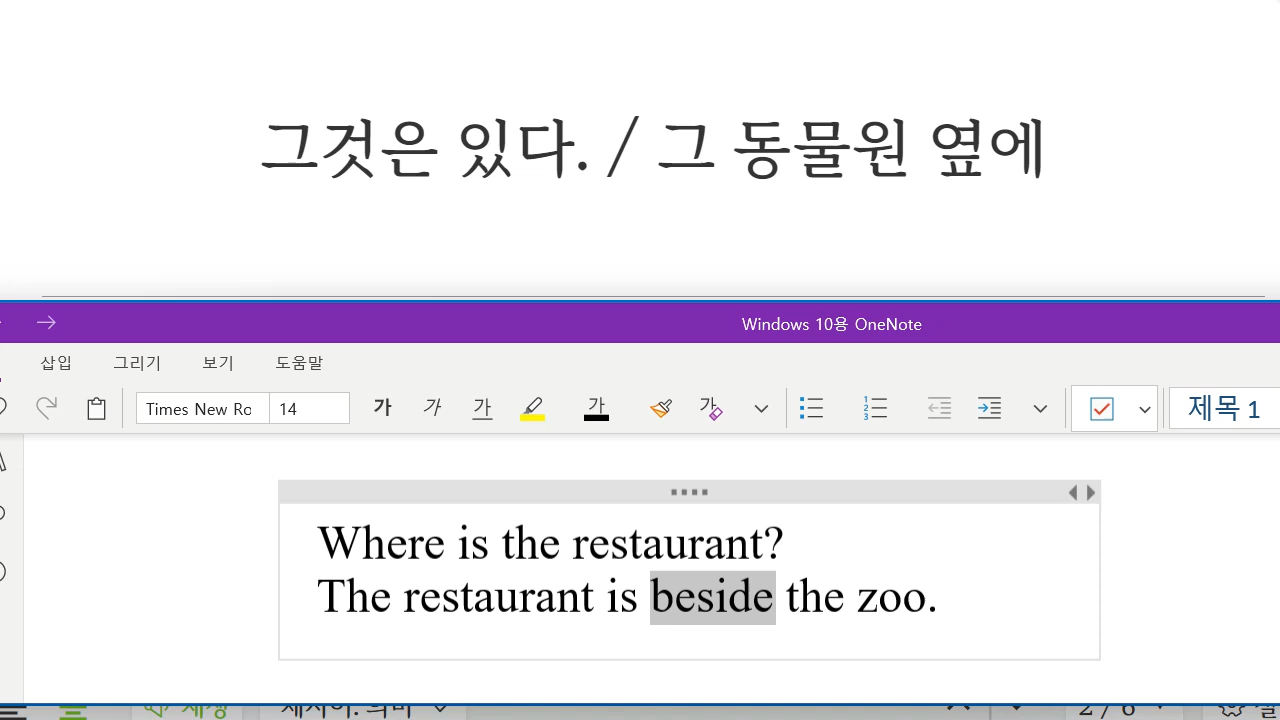 그것은 있다. / 그 동물원 옆에
Windows 10용 OneNote
삽입 그리기 보기 도움말
Times New Ro 14 가 가 가 가 가 제목 1
Where is the restaurant?
The restaurant is beside the zoo.
2 / 6